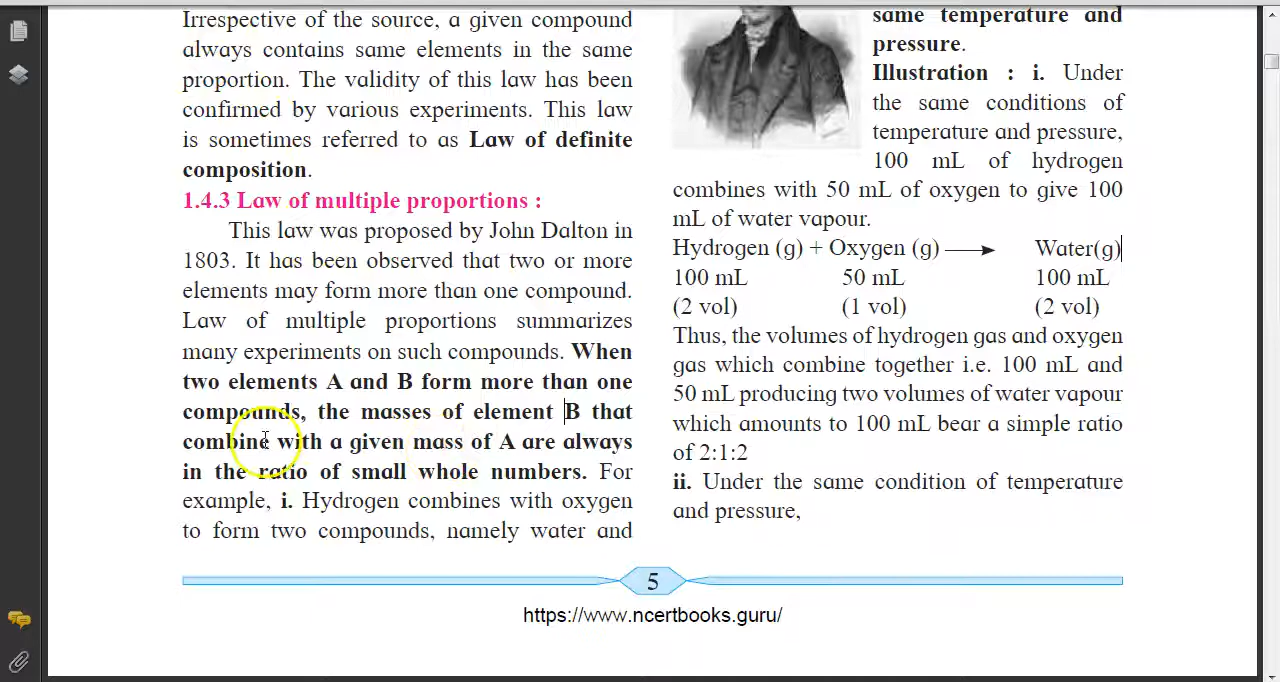 Irrespective of the source, a given compound
always contains same elements in the same
proportion. The validity of this law has been
confirmed by various experiments. This law
is sometimes referred to as Law of definite
composition.
1.4.3 Law of multiple proportions :
This law was proposed by John Dalton in
1803. It has been observed that two or more
elements may form more than one compound.
Law of multiple proportions summarizes
many experiments on such compounds. When
two elements A and B form more than one
compounds, the masses of element B that
combine with a given mass of A are always
in the ratio of small whole numbers. For
example, i. Hydrogen combines with oxygen
to form two compounds, namely water and
same temperature and
pressure.
Illustration : i. Under
the same conditions of
temperature and pressure,
100 mL of hydrogen
combines with 50 mL of oxygen to give 100
mL of water vapour.
Hydrogen (g) + Oxygen (g) → Water(g)
100 mL 50 mL 100 mL
(2 vol) (1 vol) (2 vol)
Thus, the volumes of hydrogen gas and oxygen
gas which combine together i.e. 100 mL and
50 mL producing two volumes of water vapour
which amounts to 100 mL bear a simple ratio
of 2:1:2
ii. Under the same condition of temperature
and pressure,
5
https://www.ncertbooks.guru/